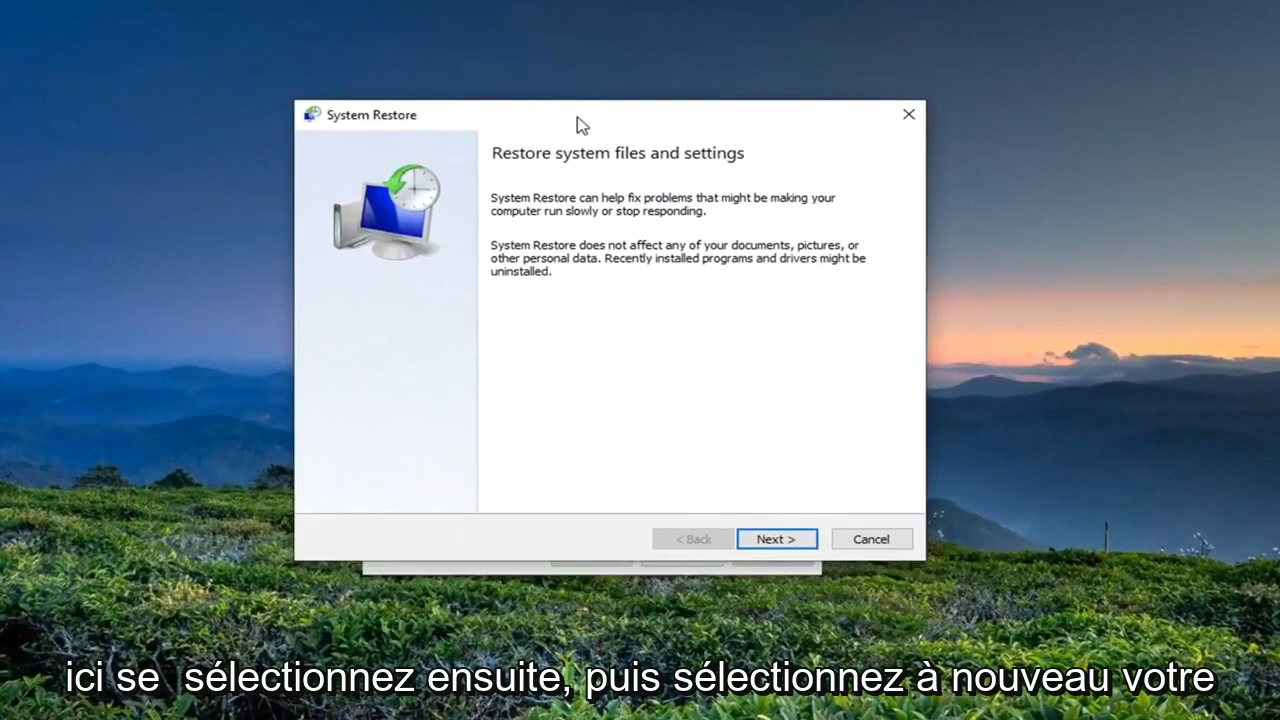 System Restore
Restore system files and settings
System Restore can help fix problems that might be making your
computer run slowly or stop responding.
System Restore does not affect any of your documents, pictures, or
other personal data. Recently installed programs and drivers might be
uninstalled.
< Back Next > Cancel
ici se  sélectionnez ensuite, puis sélectionnez à nouveau votre